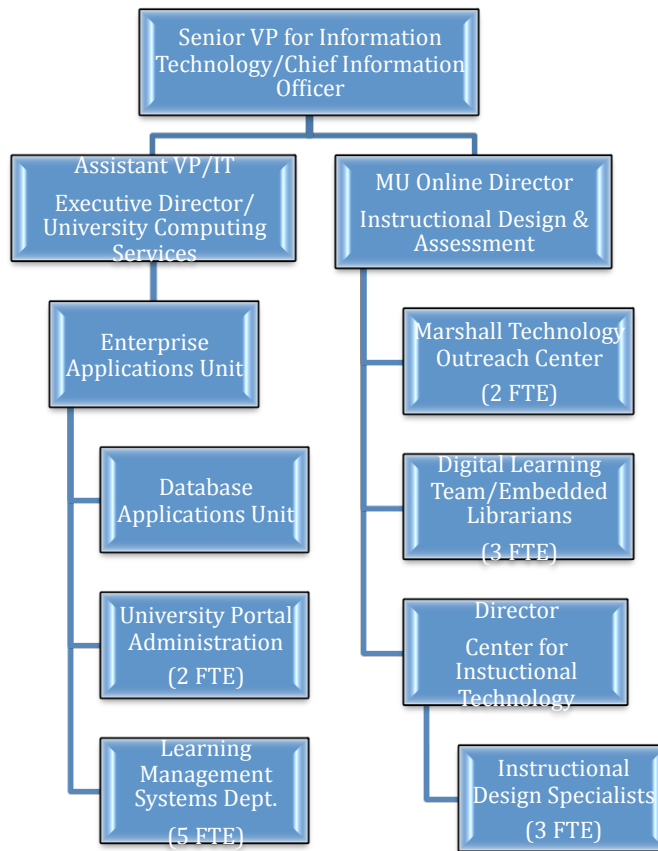 Senior VP for Information
Technology/Chief Information
Officer
Assistant VP/IT
Executive Director/
University Computing
Services
MU Online Director
Instructional Design &
Assessment
Enterprise
Applications Unit
Marshall Technology
Outreach Center
(2 FTE)
Database
Applications Unit
Digital Learning
Team/Embedded
Librarians
(3 FTE)
University Portal
Administration
(2 FTE)
Director
Center for
Instuctional
Technology
Learning
Management
Systems Dept.
(5 FTE)
Instructional
Design Specialists
(3 FTE)